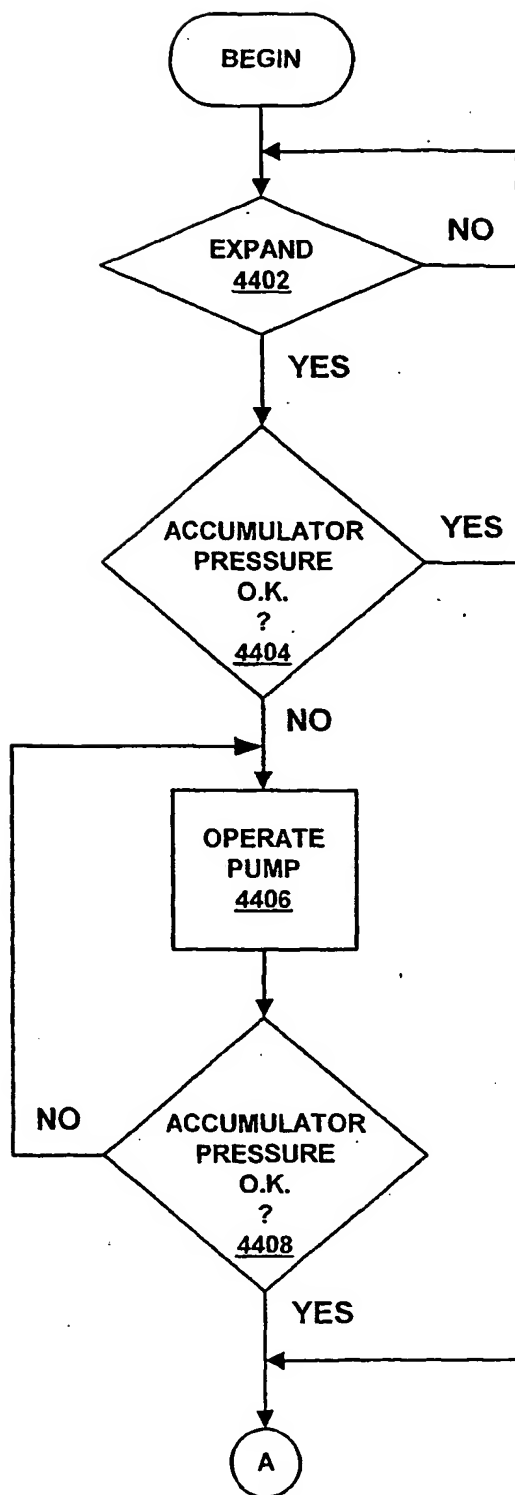 BEGIN
EXPAND
4402
NO
YES
ACCUMULATOR
PRESSURE
O.K.
?
4404
YES
NO
OPERATE
PUMP
4406
ACCUMULATOR
PRESSURE
O.K.
?
4408
NO
YES
A